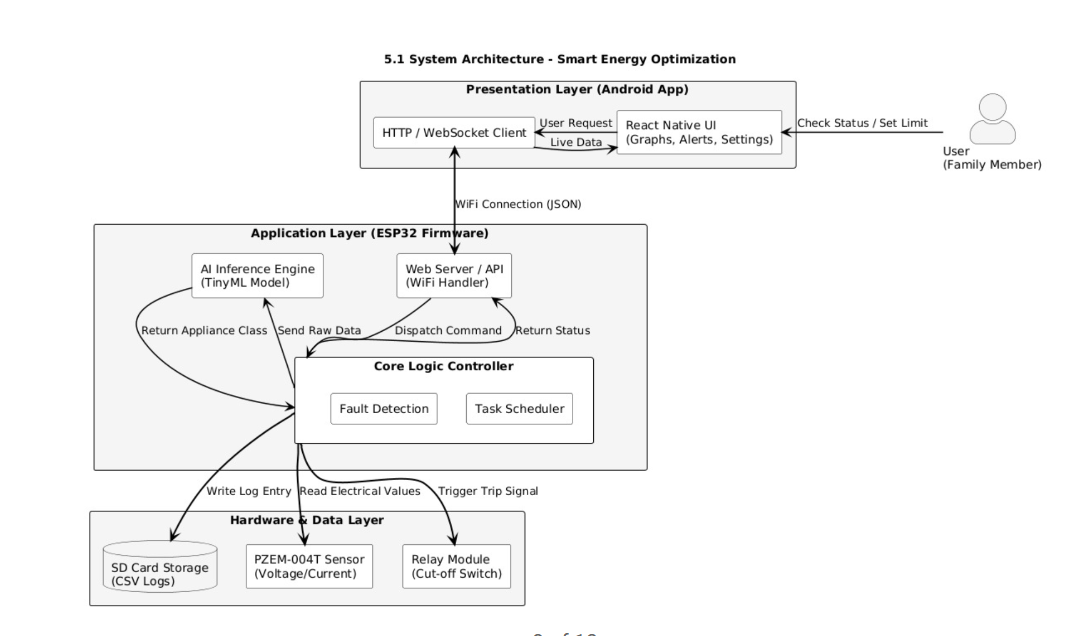 5.1 System Architecture - Smart Energy Optimization
Presentation Layer (Android App)
HTTP / WebSocket Client
User Request
Live Data
React Native UI
(Graphs, Alerts, Settings)
Check Status / Set Limit
User
(Family Member)
WiFi Connection (JSON)
Application Layer (ESP32 Firmware)
AI Inference Engine
(TinyML Model)
Web Server / API
(WiFi Handler)
Return Appliance Class
Send Raw Data
Dispatch Command
Return Status
Core Logic Controller
Fault Detection
Task Scheduler
Write Log Entry
Read Electrical Values
Trigger Trip Signal
Hardware & Data Layer
SD Card Storage
(CSV Logs)
PZEM-004T Sensor
(Voltage/Current)
Relay Module
(Cut-off Switch)